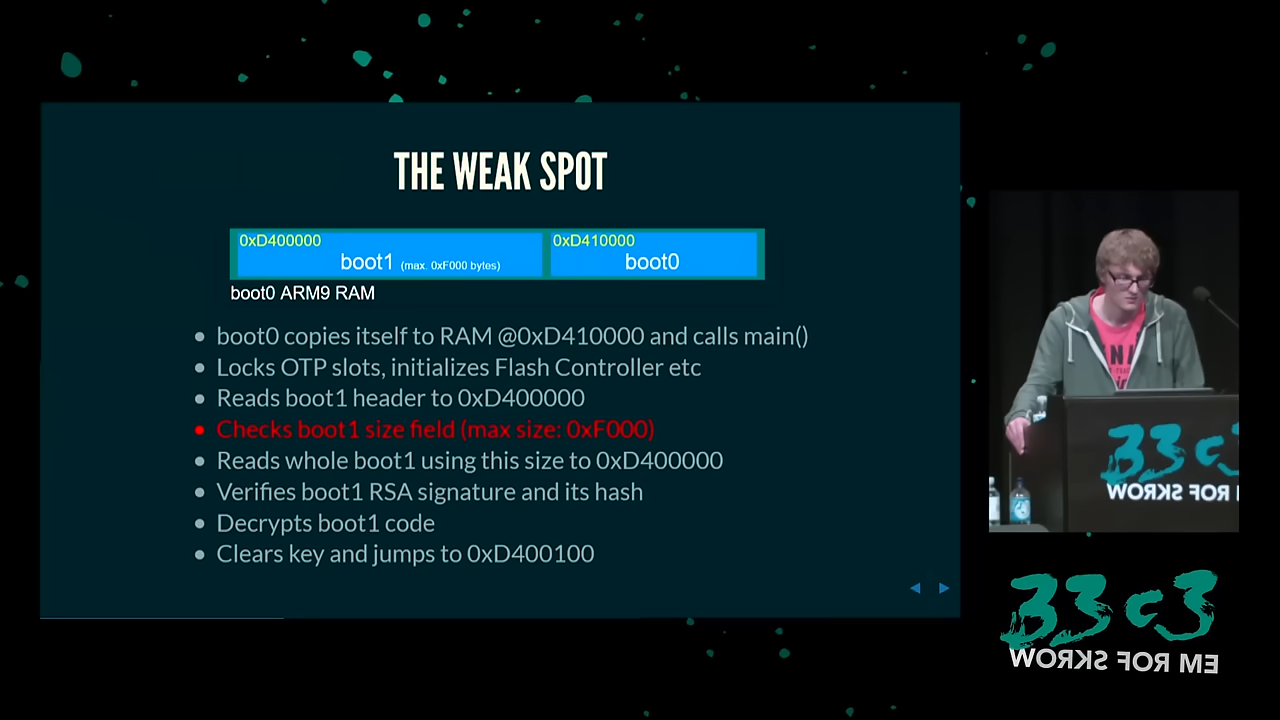 THE WEAK SPOT
0xD400000
0xD410000
boot1 (max. 0xF000 bytes)
boot0
boot0 ARM9 RAM
boot0 copies itself to RAM @0xD410000 and calls main()
Locks OTP slots, initializes Flash Controller etc
Reads boot1 header to 0xD400000
Checks boot1 size field (max size: 0xF000)
Reads whole boot1 using this size to 0xD400000
Verifies boot1 RSA signature and its hash
Decrypts boot1 code
Clears key and jumps to 0xD400100
33c3
WORKS FOR ME